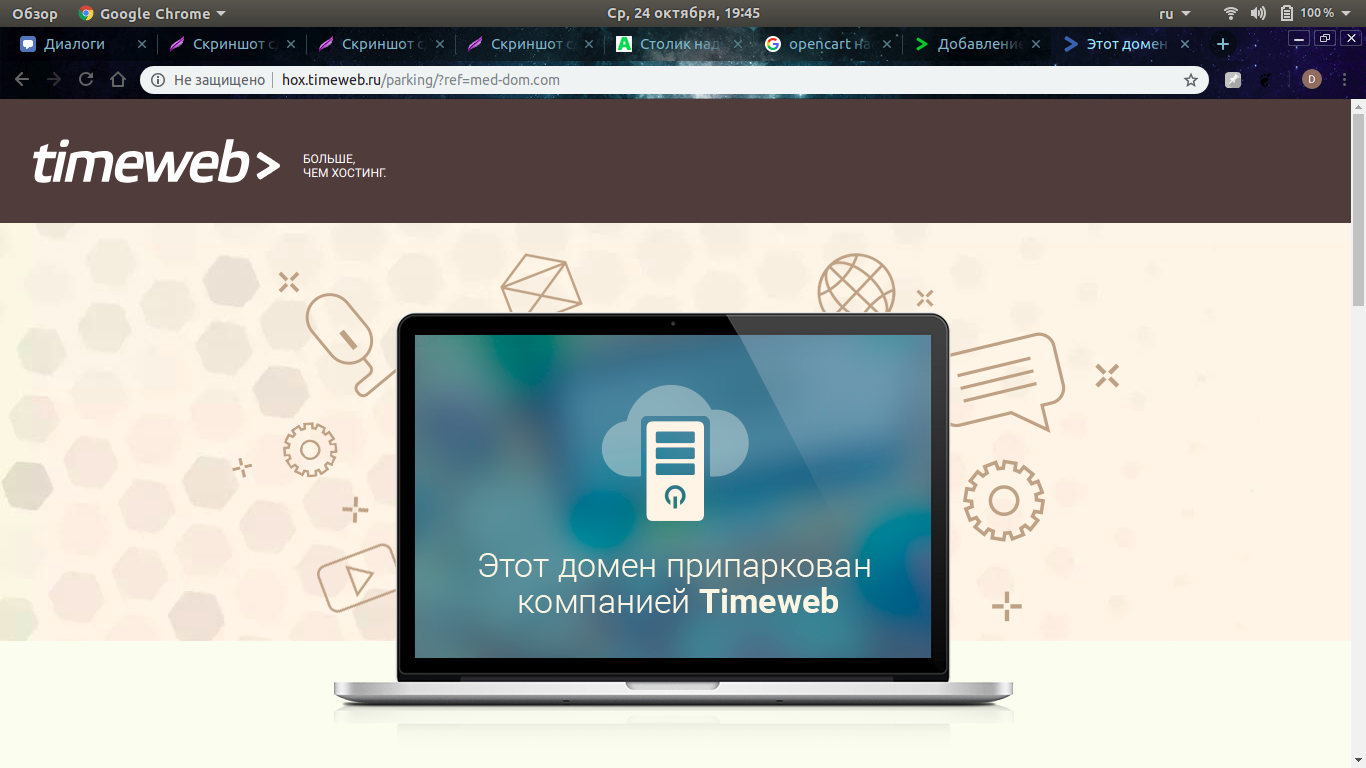 Обзор Google Chrome Ср, 24 октября, 19:45 ru 100 %
Диалоги Скриншот с Скриншот с Скриншот с Столик над opencart на Добавление Этот домен
Не защищено hox.timeweb.ru/parking/?ref=med-dom.com D
timeweb>
БОЛЬШЕ,
ЧЕМ ХОСТИНГ.
Этот домен припаркован
компанией Timeweb